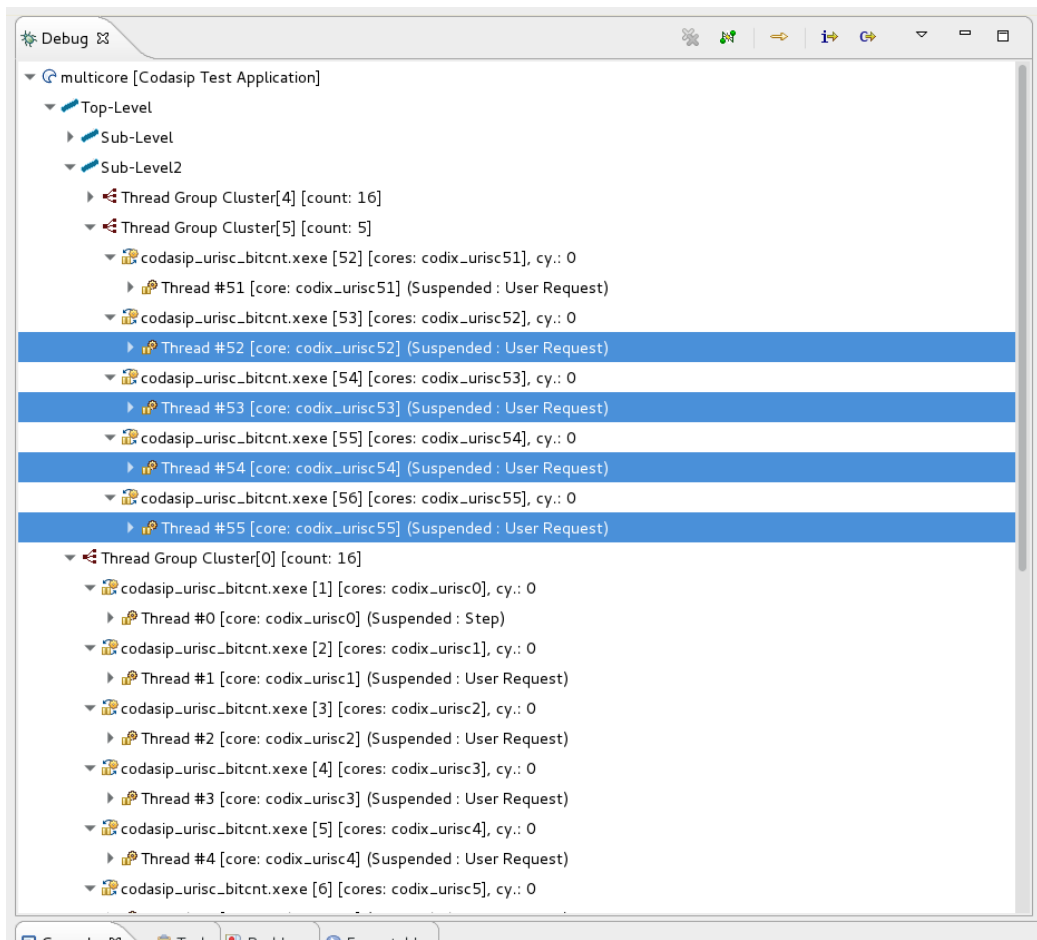 Debug
multicore [Codasip Test Application]
Top-Level
Sub-Level
Sub-Level2
Thread Group Cluster[4] [count: 16]
Thread Group Cluster[5] [count: 5]
codasip_urisc_bitcnt.xexe [52] [cores: codix_urisc51], cy.: 0
Thread #51 [core: codix_urisc51] (Suspended : User Request)
codasip_urisc_bitcnt.xexe [53] [cores: codix_urisc52], cy.: 0
Thread #52 [core: codix_urisc52] (Suspended : User Request)
codasip_urisc_bitcnt.xexe [54] [cores: codix_urisc53], cy.: 0
Thread #53 [core: codix_urisc53] (Suspended : User Request)
codasip_urisc_bitcnt.xexe [55] [cores: codix_urisc54], cy.: 0
Thread #54 [core: codix_urisc54] (Suspended : User Request)
codasip_urisc_bitcnt.xexe [56] [cores: codix_urisc55], cy.: 0
Thread #55 [core: codix_urisc55] (Suspended : User Request)
Thread Group Cluster[0] [count: 16]
codasip_urisc_bitcnt.xexe [1] [cores: codix_urisc0], cy.: 0
Thread #0 [core: codix_urisc0] (Suspended : Step)
codasip_urisc_bitcnt.xexe [2] [cores: codix_urisc1], cy.: 0
Thread #1 [core: codix_urisc1] (Suspended : User Request)
codasip_urisc_bitcnt.xexe [3] [cores: codix_urisc2], cy.: 0
Thread #2 [core: codix_urisc2] (Suspended : User Request)
codasip_urisc_bitcnt.xexe [4] [cores: codix_urisc3], cy.: 0
Thread #3 [core: codix_urisc3] (Suspended : User Request)
codasip_urisc_bitcnt.xexe [5] [cores: codix_urisc4], cy.: 0
Thread #4 [core: codix_urisc4] (Suspended : User Request)
codasip_urisc_bitcnt.xexe [6] [cores: codix_urisc5], cy.: 0